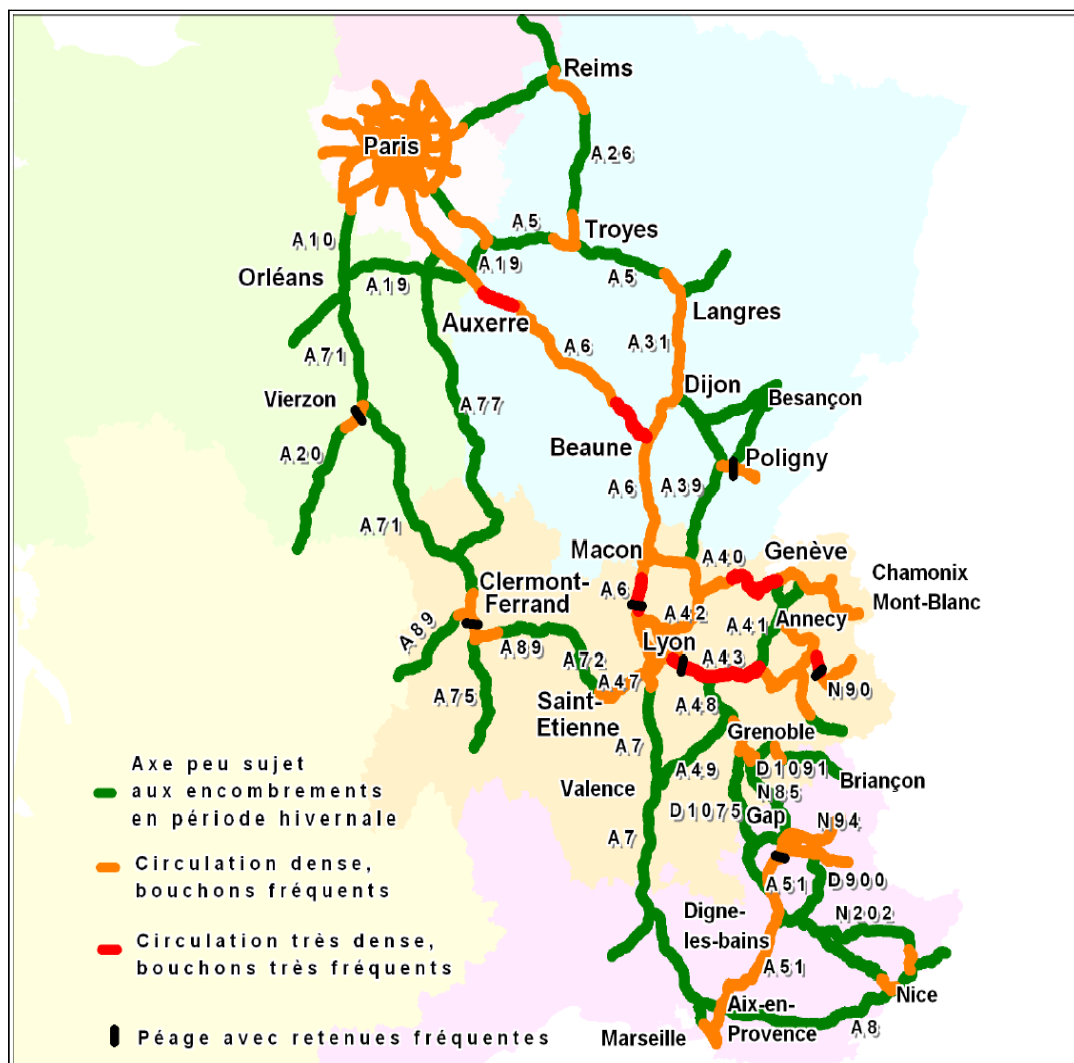 Reims
Paris
A26
A5
Troyes
A10
A19
Orléans
A19
A5
Langres
Auxerre
A6
A31
A71
Dijon
Vierzon
Besançon
A77
Beaune
Poligny
A20
A6
A39
A71
Macon
A40
Genève
Chamonix
Mont-Blanc
Clermont-
Ferrand
A6
A42
Annecy
A41
A89
Lyon
A89
A72
A43
A47
N90
A75
Saint-
Etienne
A48
Grenoble
A7
A49
D1091
Briançon
Valence
N85
D1075
Gap
N94
A7
A51
D900
N202
Digne-
les-bains
A51
Nice
Aix-en-
Provence
Marseille
A8
Axe peu sujet
aux encombrements
en période hivernale
Circulation dense,
bouchons fréquents
Circulation très dense,
bouchons très fréquents
Péage avec retenues fréquentes